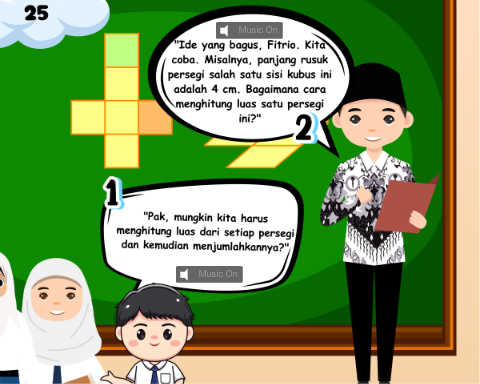 25
1
"Pak, mungkin kita harus
menghitung luas dari setiap persegi
dan kemudian menjumlahkannya?"
Music On
2
Music On
"Ide yang bagus, Fitrio. Kita
coba. Misalnya, panjang rusuk
persegi salah satu sisi kubus ini
adalah 4 cm. Bagaimana cara
menghitung luas satu persegi
ini?"